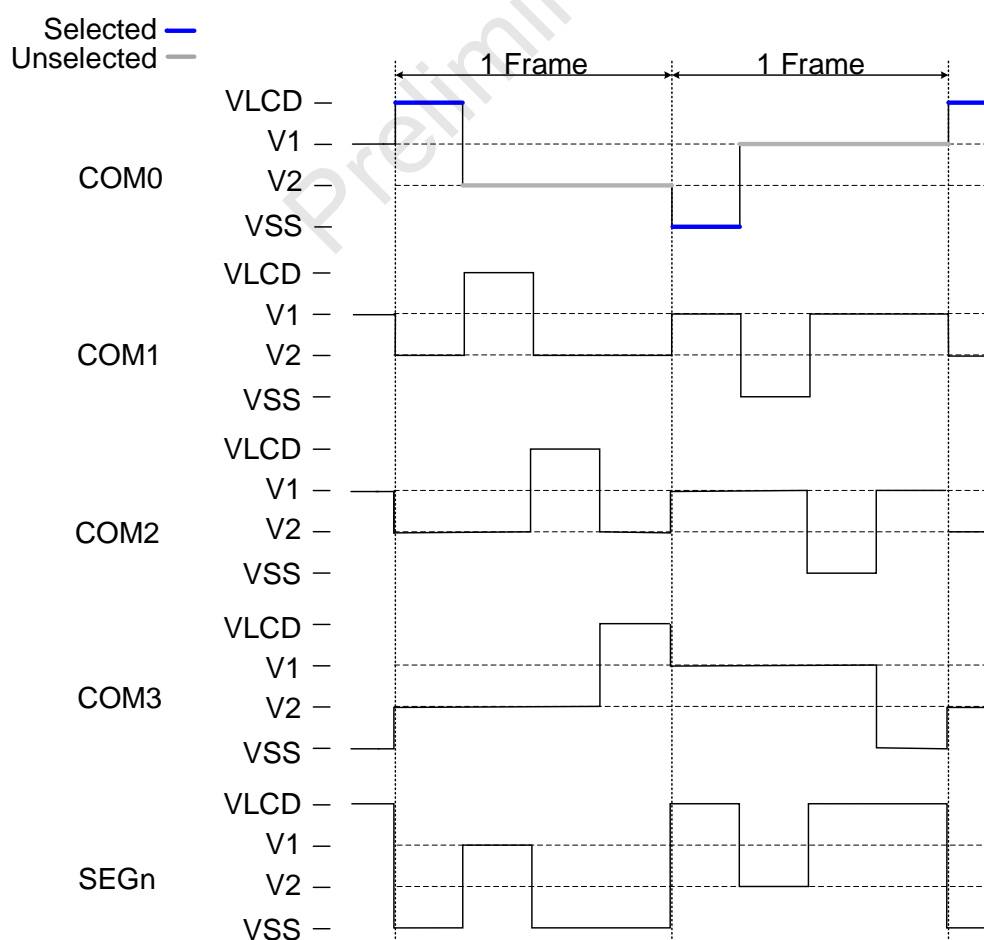 Selected
Unselected
1 Frame 1 Frame
VLCD
V1
COM0 V2
VSS
VLCD
V1
COM1 V2
VSS
VLCD
V1
COM2 V2
VSS
VLCD
V1
COM3 V2
VSS
VLCD
V1
SEGn V2
VSS